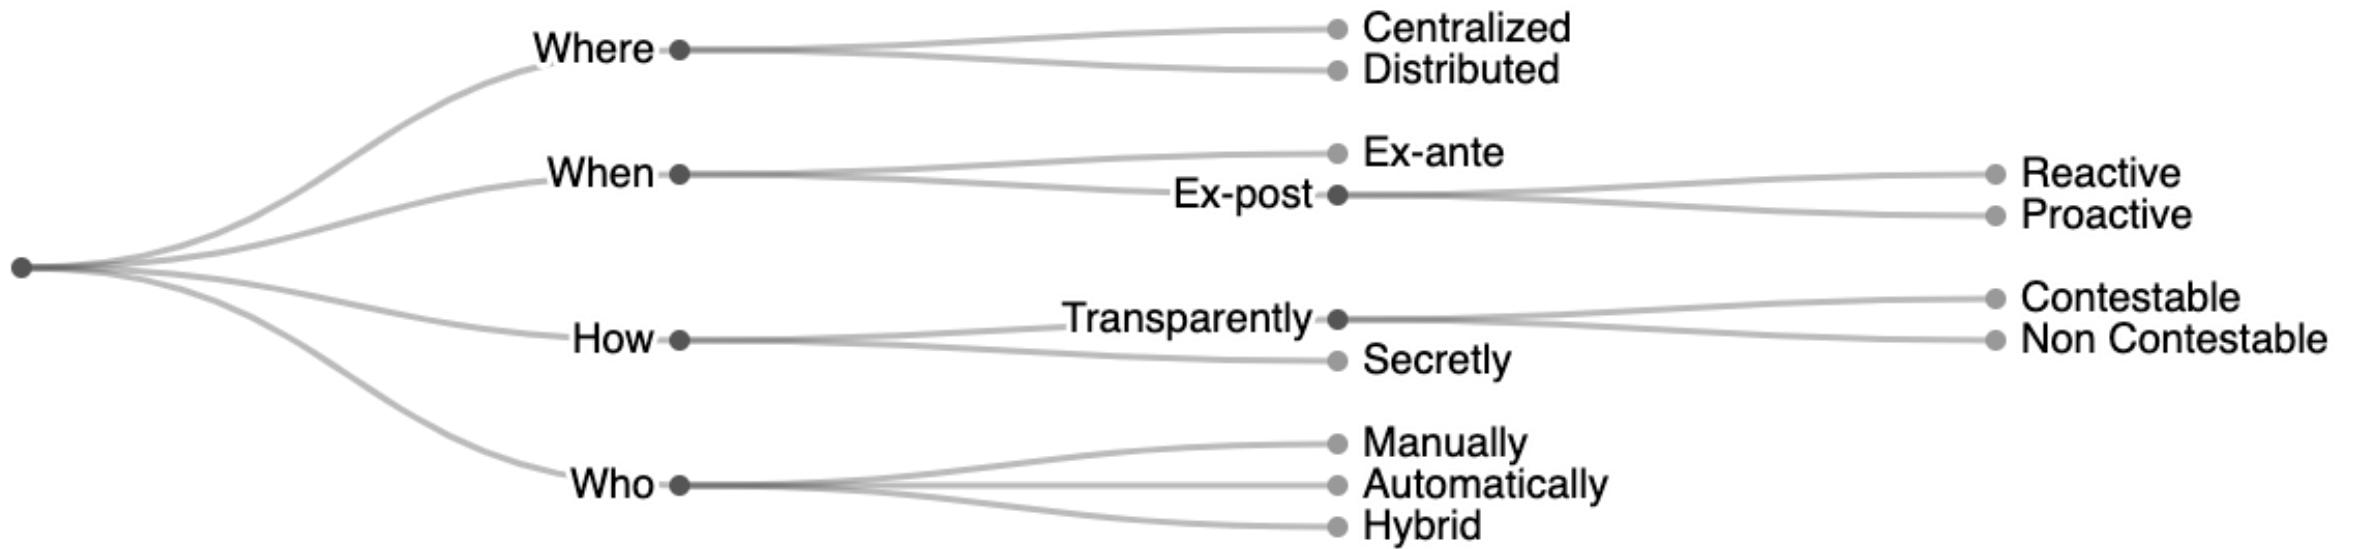 Where
Centralized
Distributed
When
Ex-ante
Ex-post
Reactive
Proactive
How
Transparently
Contestable
Non Contestable
Secretly
Who
Manually
Automatically
Hybrid